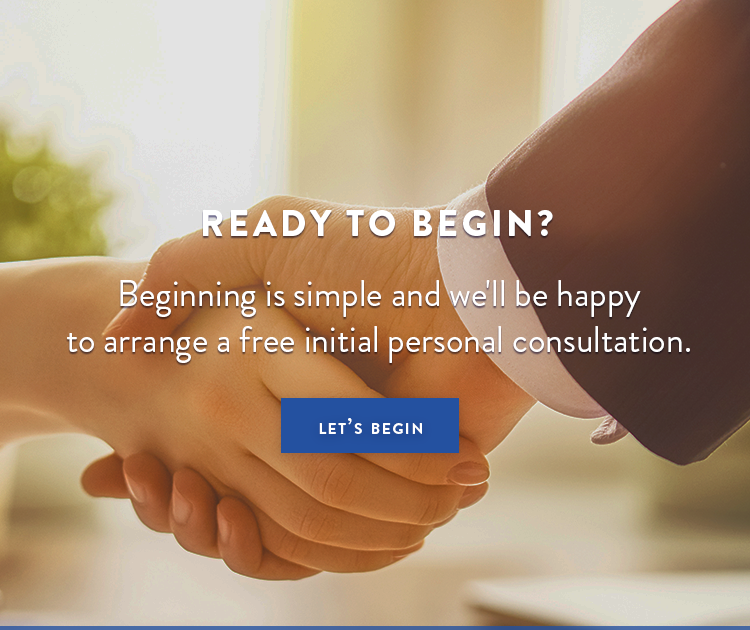 READY TO BEGIN?
Beginning is simple and we'll be happy
to arrange a free initial personal consultation.
LET'S BEGIN